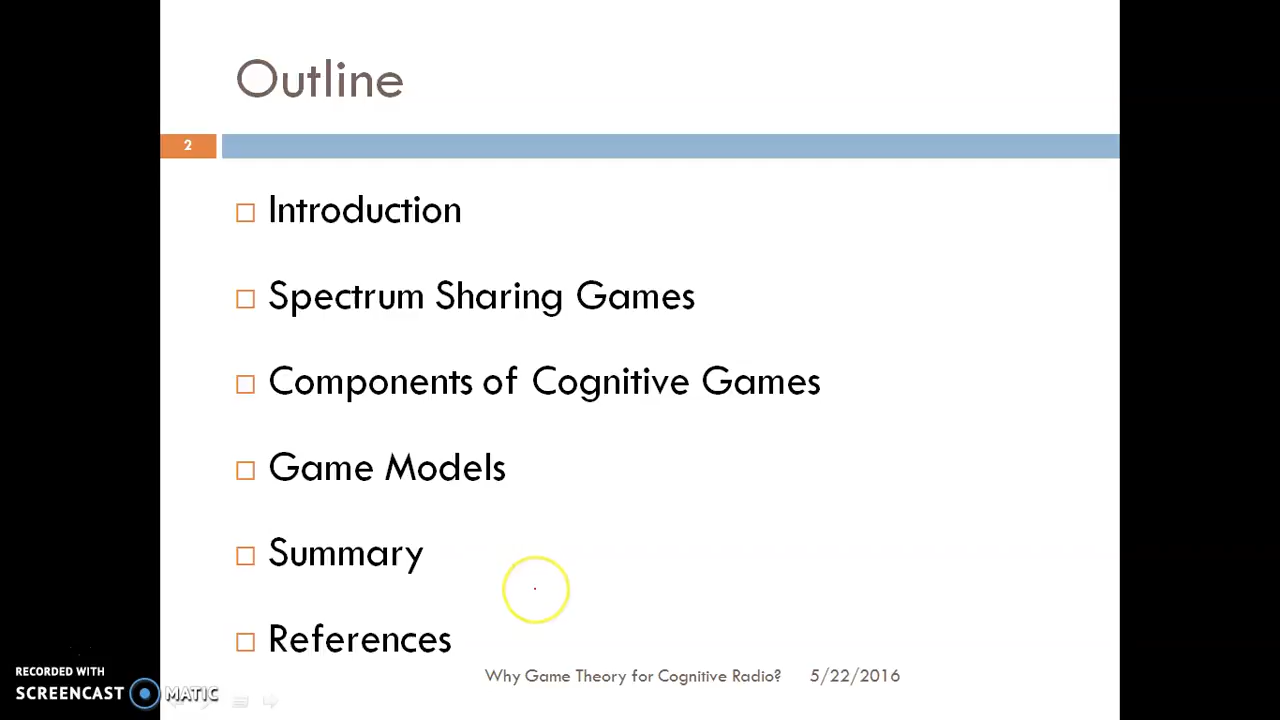 Outline
2
Introduction
Spectrum Sharing Games
Components of Cognitive Games
Game Models
Summary
References
Why Game Theory for Cognitive Radio? 5/22/2016
RECORDED WITH
SCREENCAST MATIC